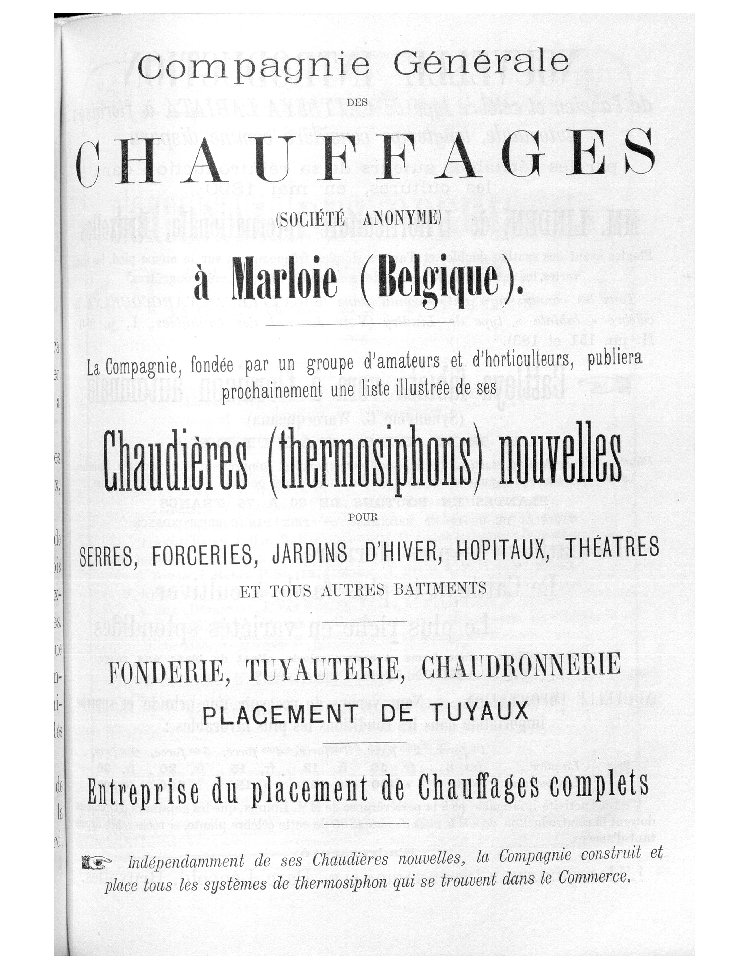 Compagnie Générale
DES
CHAUFFAGES
(SOCIÉTÉ ANONYME)
à Marloie (Belgique).
La Compagnie, fondée par un groupe d'amateurs et d'horticulteurs, publiera
prochainement une liste illustrée de ses
Chaudières (thermosiphons) nouvelles
POUR
SERRES, FORCERIES, JARDINS D'HIVER, HOPITAUX, THÉATRES
ET TOUS AUTRES BATIMENTS
FONDERIE, TUYAUTERIE, CHAUDRONNERIE
PLACEMENT DE TUYAUX
Entreprise du placement de Chauffages complets
☞ Indépendamment de ses Chaudières nouvelles, la Compagnie construit et
place tous les systèmes de thermosiphon qui se trouvent dans le Commerce.